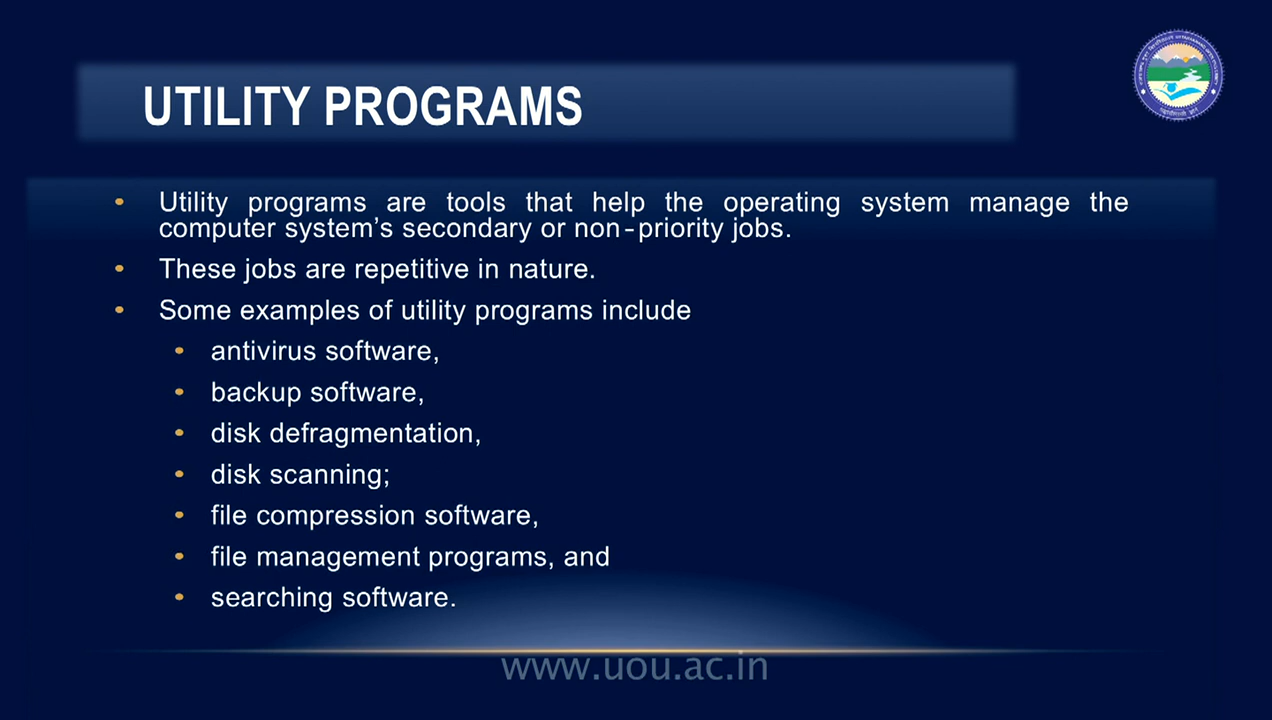 UTILITY PROGRAMS
• Utility programs are tools that help the operating system manage the
computer system's secondary or non-priority jobs.
• These jobs are repetitive in nature.
• Some examples of utility programs include
• antivirus software,
• backup software,
• disk defragmentation,
• disk scanning;
• file compression software,
• file management programs, and
• searching software.
www.uou.ac.in